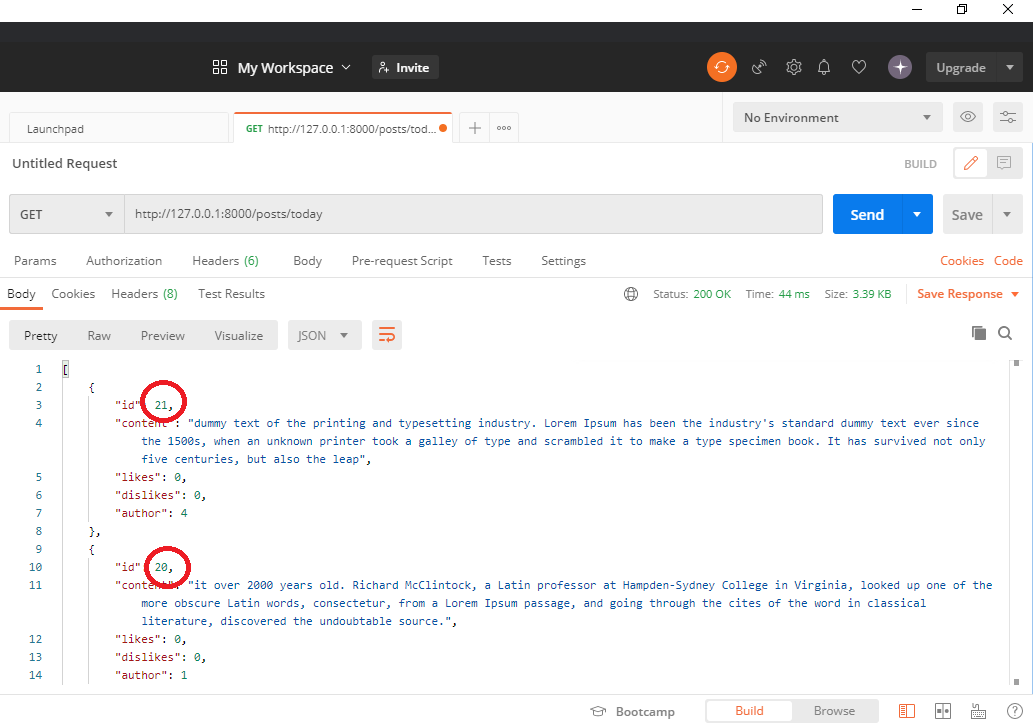 My Workspace Invite Upgrade
Launchpad GET http://127.0.0.1:8000/posts/tod... No Environment
Untitled Request BUILD
GET http://127.0.0.1:8000/posts/today Send Save
Params Authorization Headers (6) Body Pre-request Script Tests Settings Cookies Code
Body Cookies Headers (8) Test Results Status: 200 OK Time: 44 ms Size: 3.39 KB Save Response
Pretty Raw Preview Visualize JSON
1 [
2 {
3 "id": 21,
4 "content": "dummy text of the printing and typesetting industry. Lorem Ipsum has been the industry's standard dummy text ever since
the 1500s, when an unknown printer took a galley of type and scrambled it to make a type specimen book. It has survived not only
five centuries, but also the leap",
5 "likes": 0,
6 "dislikes": 0,
7 "author": 4
8 },
9 {
10 "id": 20,
11 "content": "it over 2000 years old. Richard McClintock, a Latin professor at Hampden-Sydney College in Virginia, looked up one of the
more obscure Latin words, consectetur, from a Lorem Ipsum passage, and going through the cites of the word in classical
literature, discovered the undoubtable source.",
12 "likes": 0,
13 "dislikes": 0,
14 "author": 1
Bootcamp Build Browse